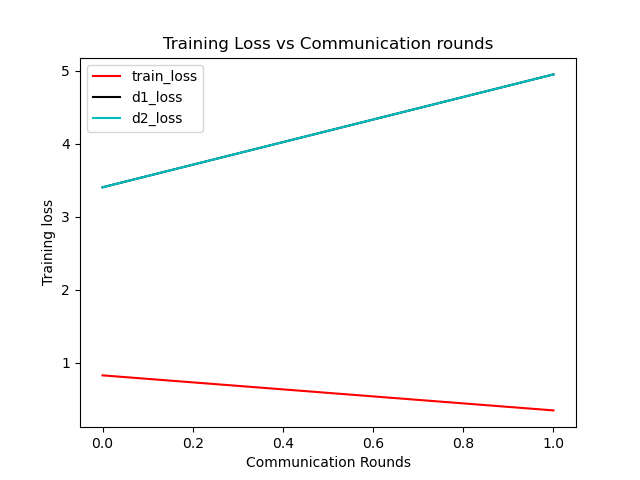 Training Loss vs Communication rounds
train_loss
d1_loss
d2_loss
5
4
3
2
1
Training loss
0.0 0.2 0.4 0.6 0.8 1.0
Communication Rounds